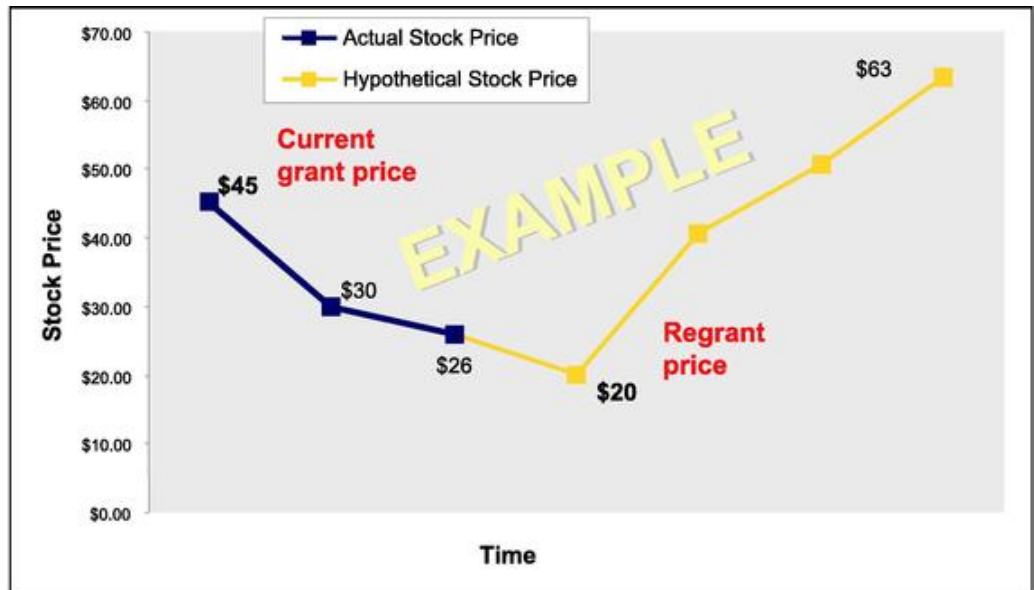 $70.00
$60.00
$50.00
$40.00
$30.00
$20.00
$10.00
$0.00
Stock Price
Actual Stock Price
Hypothetical Stock Price
Current
grant price
$45
$30
$26
EXAMPLE
$20
Regrant
price
$63
Time